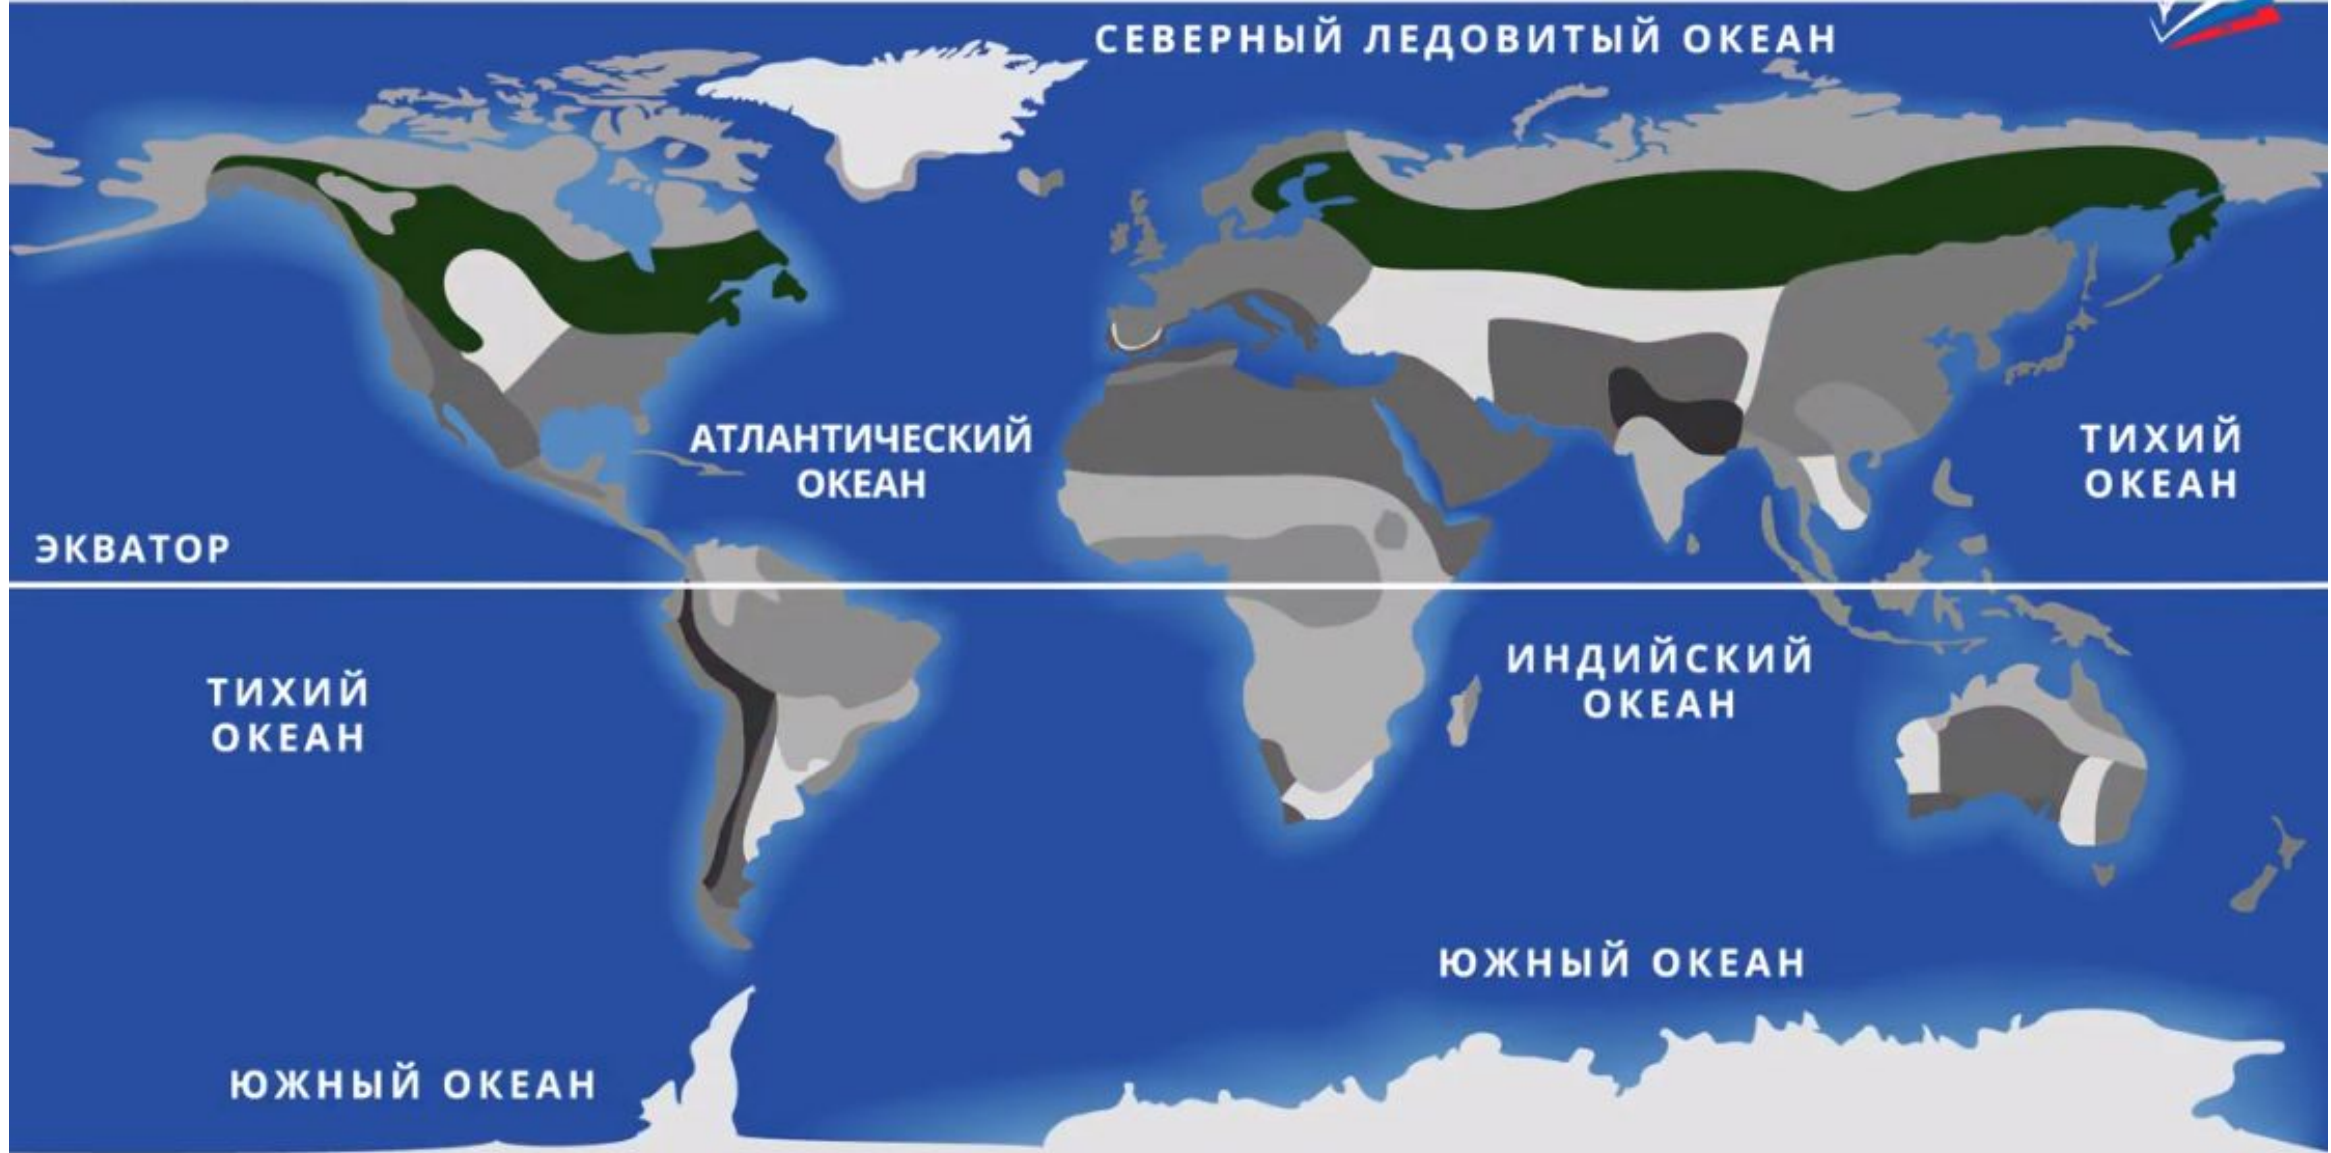 СЕВЕРНЫЙ ЛЕДОВИТЫЙ ОКЕАН
АТЛАНТИЧЕСКИЙ
ОКЕАН
ТИХИЙ
ОКЕАН
ЭКВАТОР
ТИХИЙ
ОКЕАН
ИНДИЙСКИЙ
ОКЕАН
ЮЖНЫЙ ОКЕАН
ЮЖНЫЙ ОКЕАН